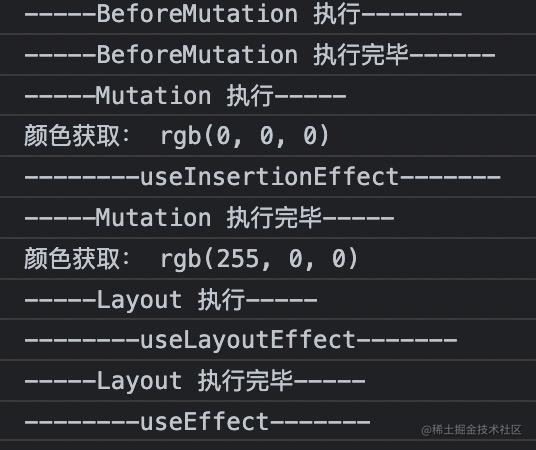 -----BeforeMutation 执行-------
-----BeforeMutation 执行完毕------
-----Mutation 执行-----
颜色获取： rgb(0, 0, 0)
--------useInsertionEffect-------
-----Mutation 执行完毕-----
颜色获取： rgb(255, 0, 0)
-----Layout 执行-----
--------useLayoutEffect-------
-----Layout 执行完毕-----
--------useEffect-------
@稀土掘金技术社区